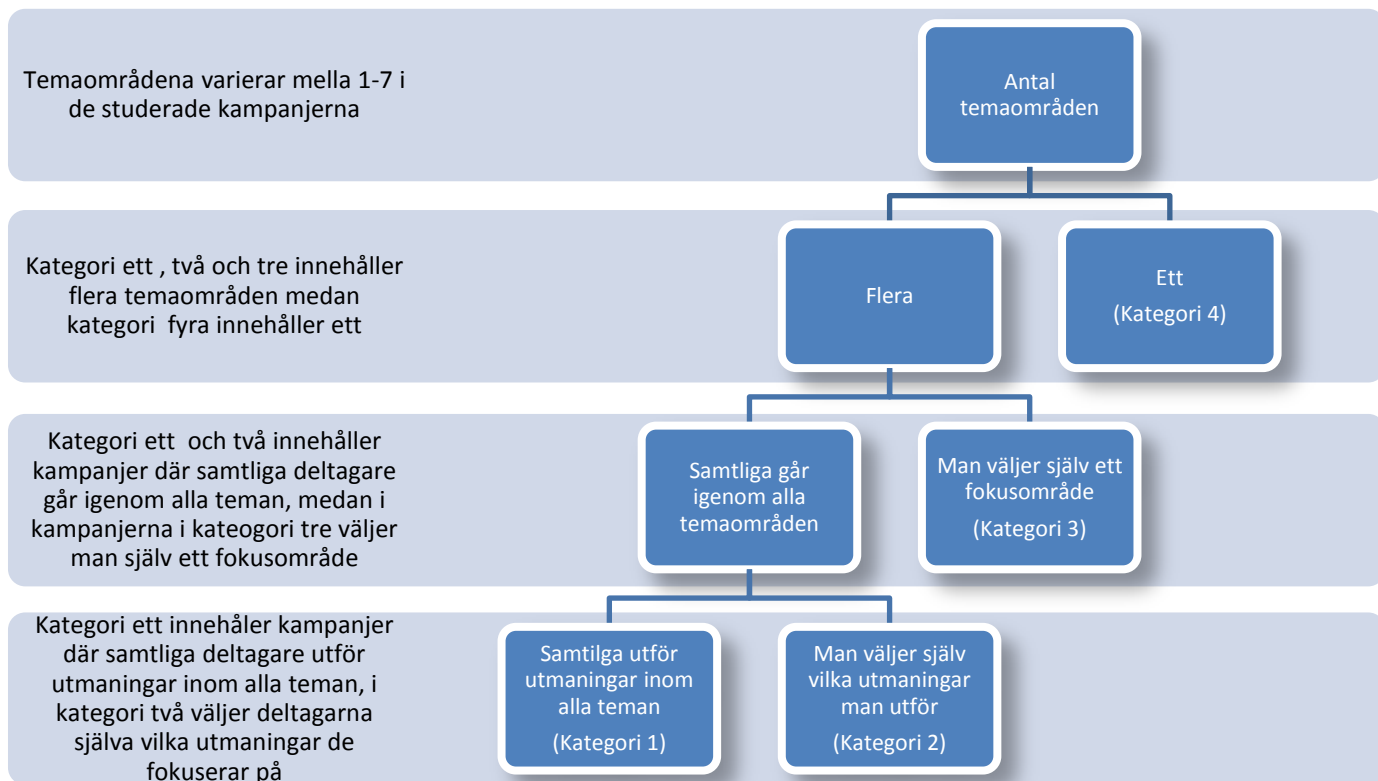 Temaområdena varierar mella 1-7 i
de studerade kampanjerna
Antal
temaområden
Kategori ett , två och tre innehåller
flera temaområden medan
kategori  fyra innehåller ett
Flera
Ett
(Kategori 4)
Kategori ett  och två innehåller
kampanjer där samtliga deltagare
går igenom alla teman, medan i
kampanjerna i kateogori tre väljer
man själv ett fokusområde
Samtliga går
igenom alla
temaområden
Man väljer själv ett
fokusområde
(Kategori 3)
Kategori ett innehåler kampanjer
där samtliga deltagare utför
utmaningar inom alla teman, i
kategori två väljer deltagarna
själva vilka utmaningar de
fokuserar på
Samtilga utför
utmaningar inom
alla teman
(Kategori 1)
Man väljer själv
vilka utmaningar
man utför
(Kategori 2)